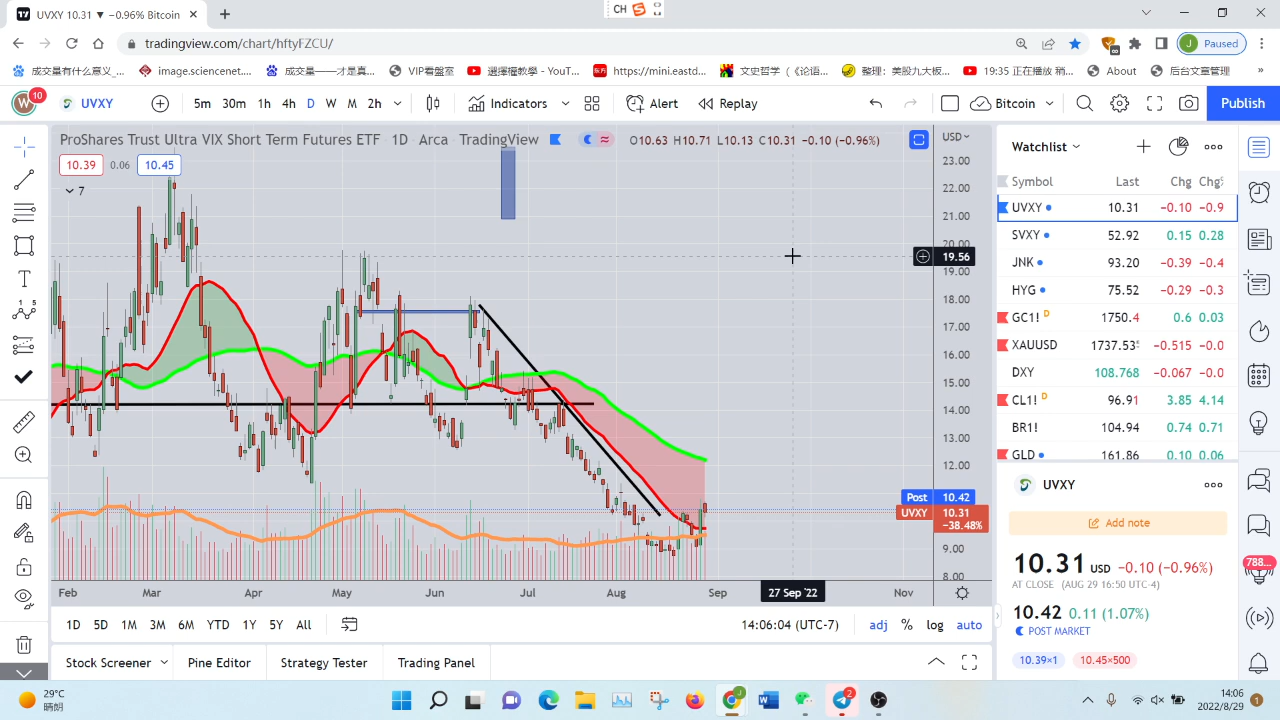 UVXY 10.31 ▼ −0.96% Bitcoin
CH
tradingview.com/chart/hftyFZCU/
J Paused
成交量有什么意义_...
image.sciencenet....
成交量——才是真...
VIP看盤室
選擇權教學 - YouT...
https://mini.eastd...
文史哲学（《论语...
整理：美股九大板...
19:35 正在播放 稍...
About
后台文章管理
»
W 10
UVXY
5m 30m 1h 4h D W M 2h
Indicators
Alert
Replay
Bitcoin
Publish
ProShares Trust Ultra VIX Short Term Futures ETF · 1D · Arca · TradingView
O10.63 H10.71 L10.13 C10.31 −0.10 (−0.96%)
USD
10.39 0.06 10.45
7
23.00
22.00
21.00
20.00
19.56
19.00
18.00
17.00
16.00
15.00
14.00
13.00
12.00
Post 10.42
UVXY 10.31
−38.48%
9.00
8.00
Feb Mar Apr May Jun Jul Aug Sep 27 Sep '22 Nov
1D 5D 1M 3M 6M YTD 1Y 5Y All
14:06:04 (UTC-7)
adj % log auto
Stock Screener
Pine Editor
Strategy Tester
Trading Panel
Watchlist
Symbol Last Chg Chg%
UVXY 10.31 −0.10 −0.9
SVXY 52.92 0.15 0.28
JNK 93.20 −0.39 −0.4
HYG 75.52 −0.29 −0.3
GC1! D 1750.4 0.6 0.03
XAUUSD 1737.53 −0.515 −0.0
DXY 108.768 −0.067 −0.0
CL1! D 96.91 3.85 4.14
BR1! 104.94 0.74 0.71
GLD 161.86 0.10 0.06
UVXY
Add note
10.31 USD −0.10 (−0.96%)
AT CLOSE (AUG 29 16:50 UTC-4)
10.42 0.11 (1.07%)
POST MARKET
10.39×1 10.45×500
788...
29°C
晴朗
J
2
14:06
2022/8/29
1